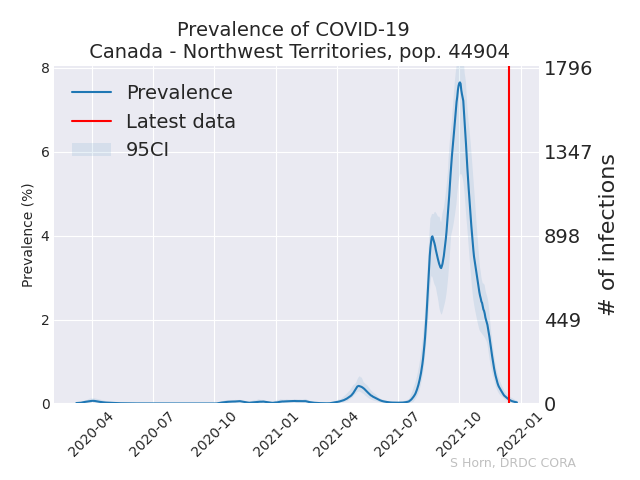 Prevalence of COVID-19
Canada - Northwest Territories, pop. 44904
Prevalence
Latest data
95CI
Prevalence (%)
8
6
4
2
0
1796
1347
898
449
0
# of infections
2020-04
2020-07
2020-10
2021-01
2021-04
2021-07
2021-10
2022-01
S Horn, DRDC CORA